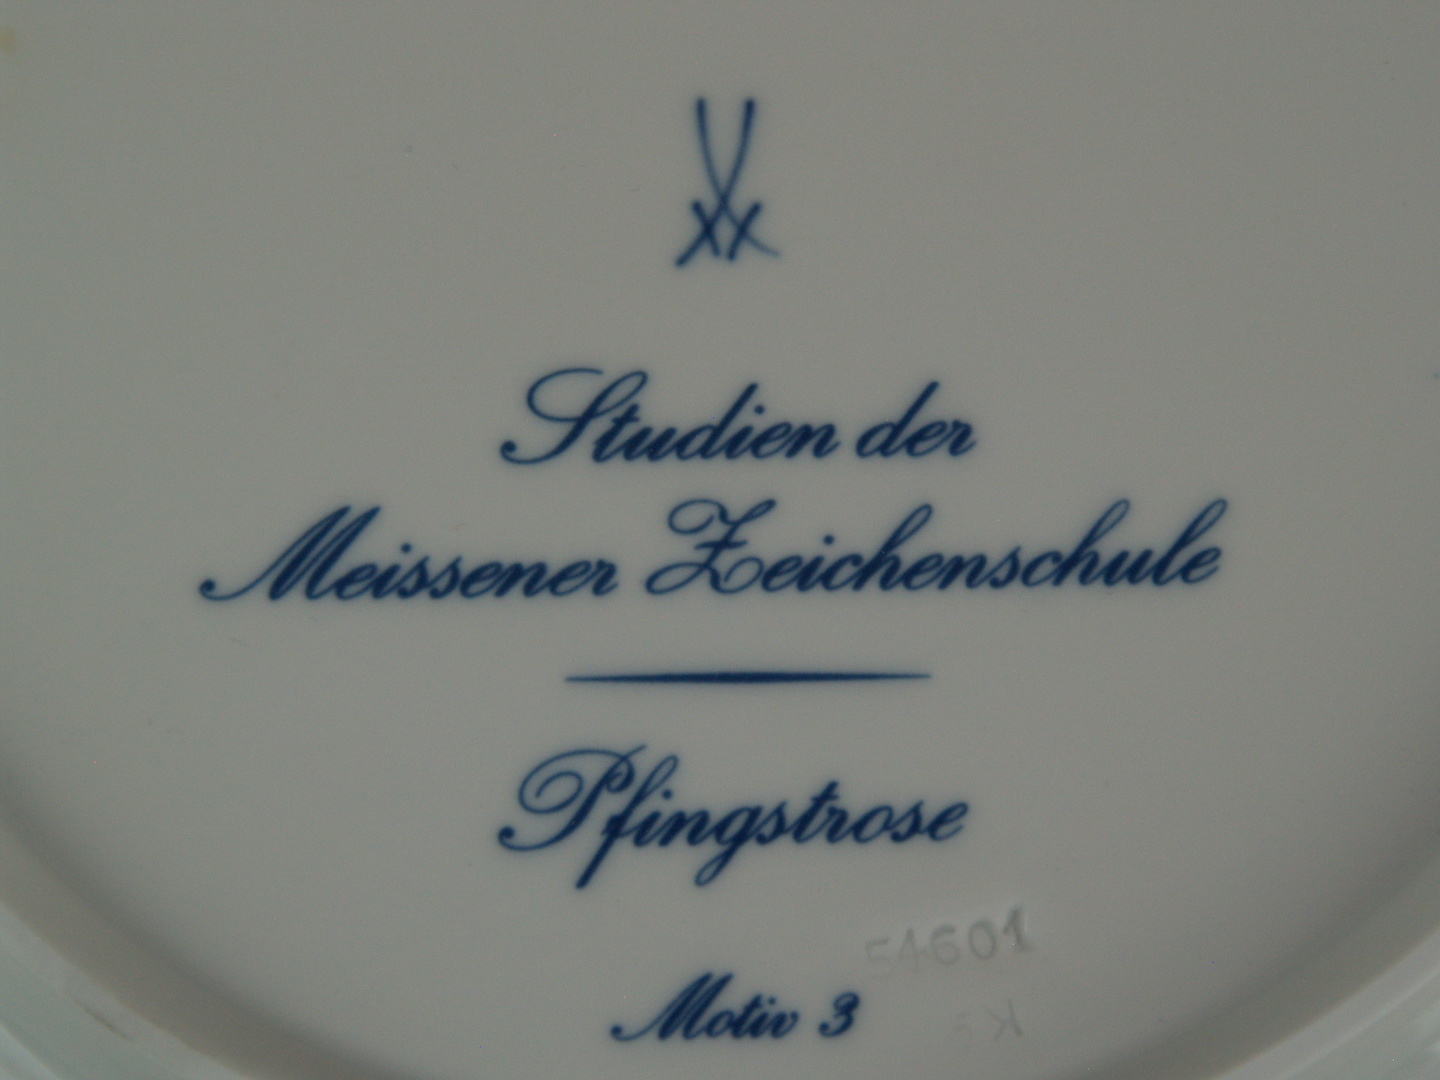 Studien der
Meissener Zeichenschule
Pfingstrose
54601
Motiv 3